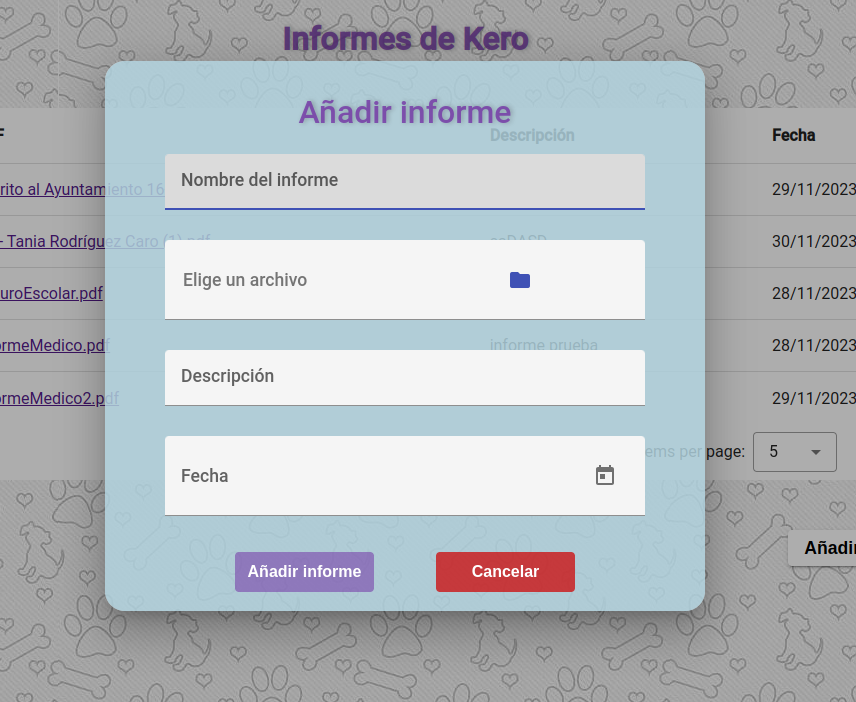 Informes de Kero
Añadir informe
Descripción
Fecha
Nombre del informe
rito al Ayuntamiento 16
29/11/2023
- Tania Rodríguez Caro (1).pdf
30/11/2023
Elige un archivo
uroEscolar.pdf
28/11/2023
ormeMedico.pdf
informe prueba
28/11/2023
Descripción
ormeMedico2.pdf
29/11/2023
ems per page:
5
Fecha
Añadir
Añadir informe
Cancelar